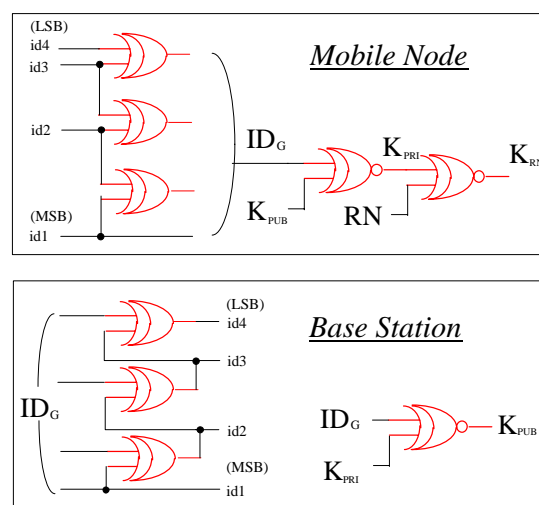 (LSB)
id4
id3
id2
(MSB)
id1
Mobile Node
ID_G
K_PUB
K_PRI
RN
K_RN
Base Station
ID_G
(LSB)
id4
id3
id2
(MSB)
id1
ID_G
K_PRI
K_PUB